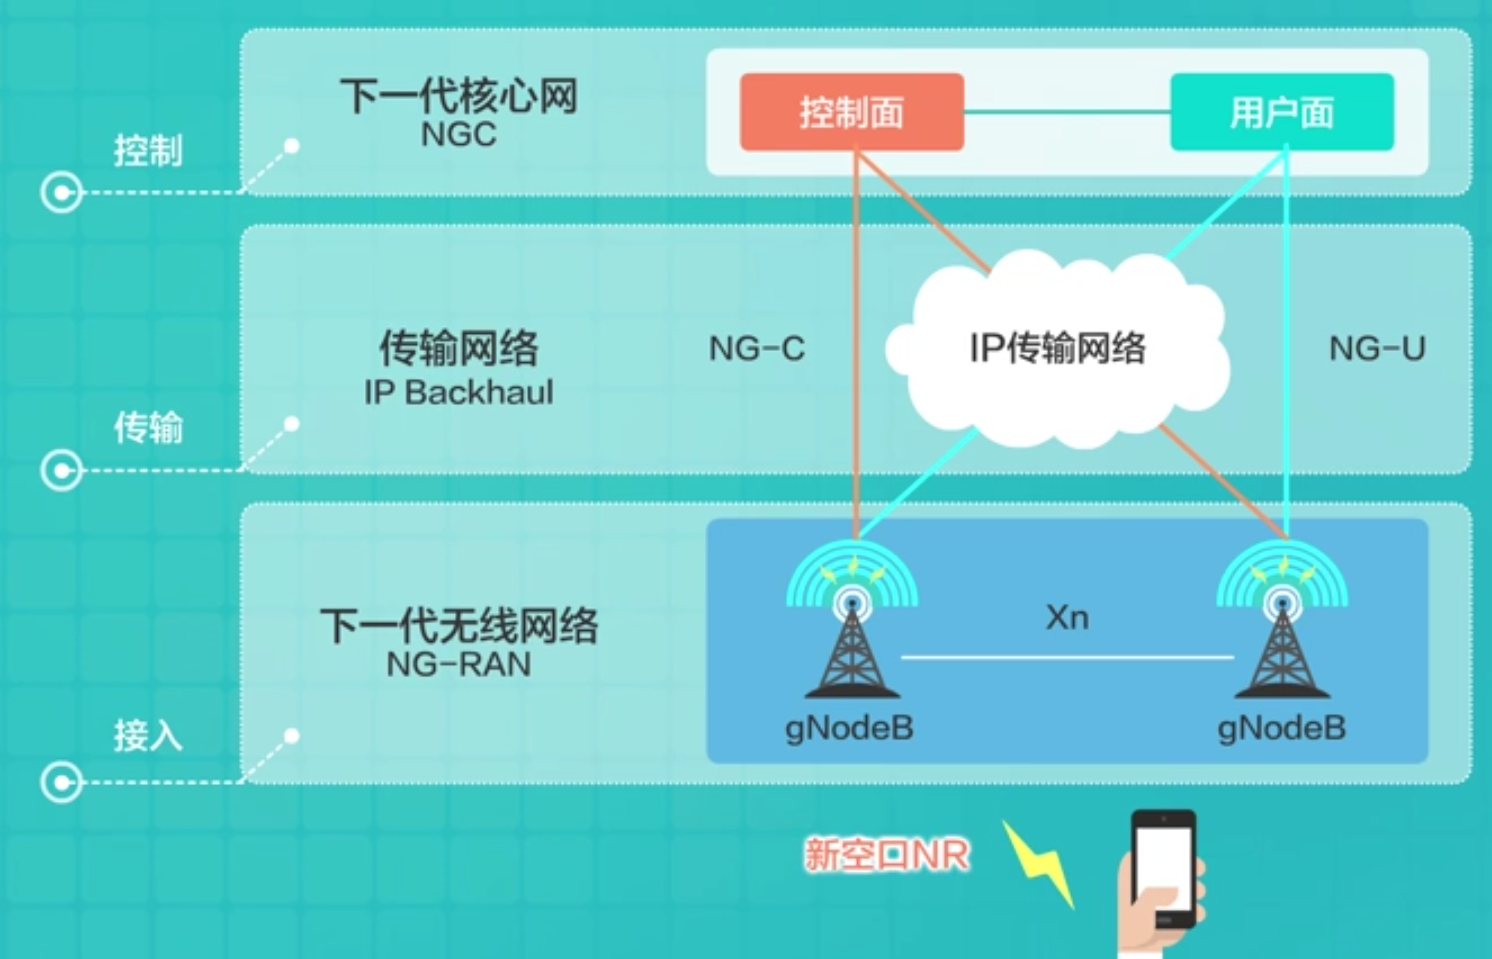 控制
下一代核心网
NGC
控制面
用户面
传输
传输网络
IP Backhaul
NG-C
IP传输网络
NG-U
接入
下一代无线网络
NG-RAN
Xn
gNodeB
gNodeB
新空口NR